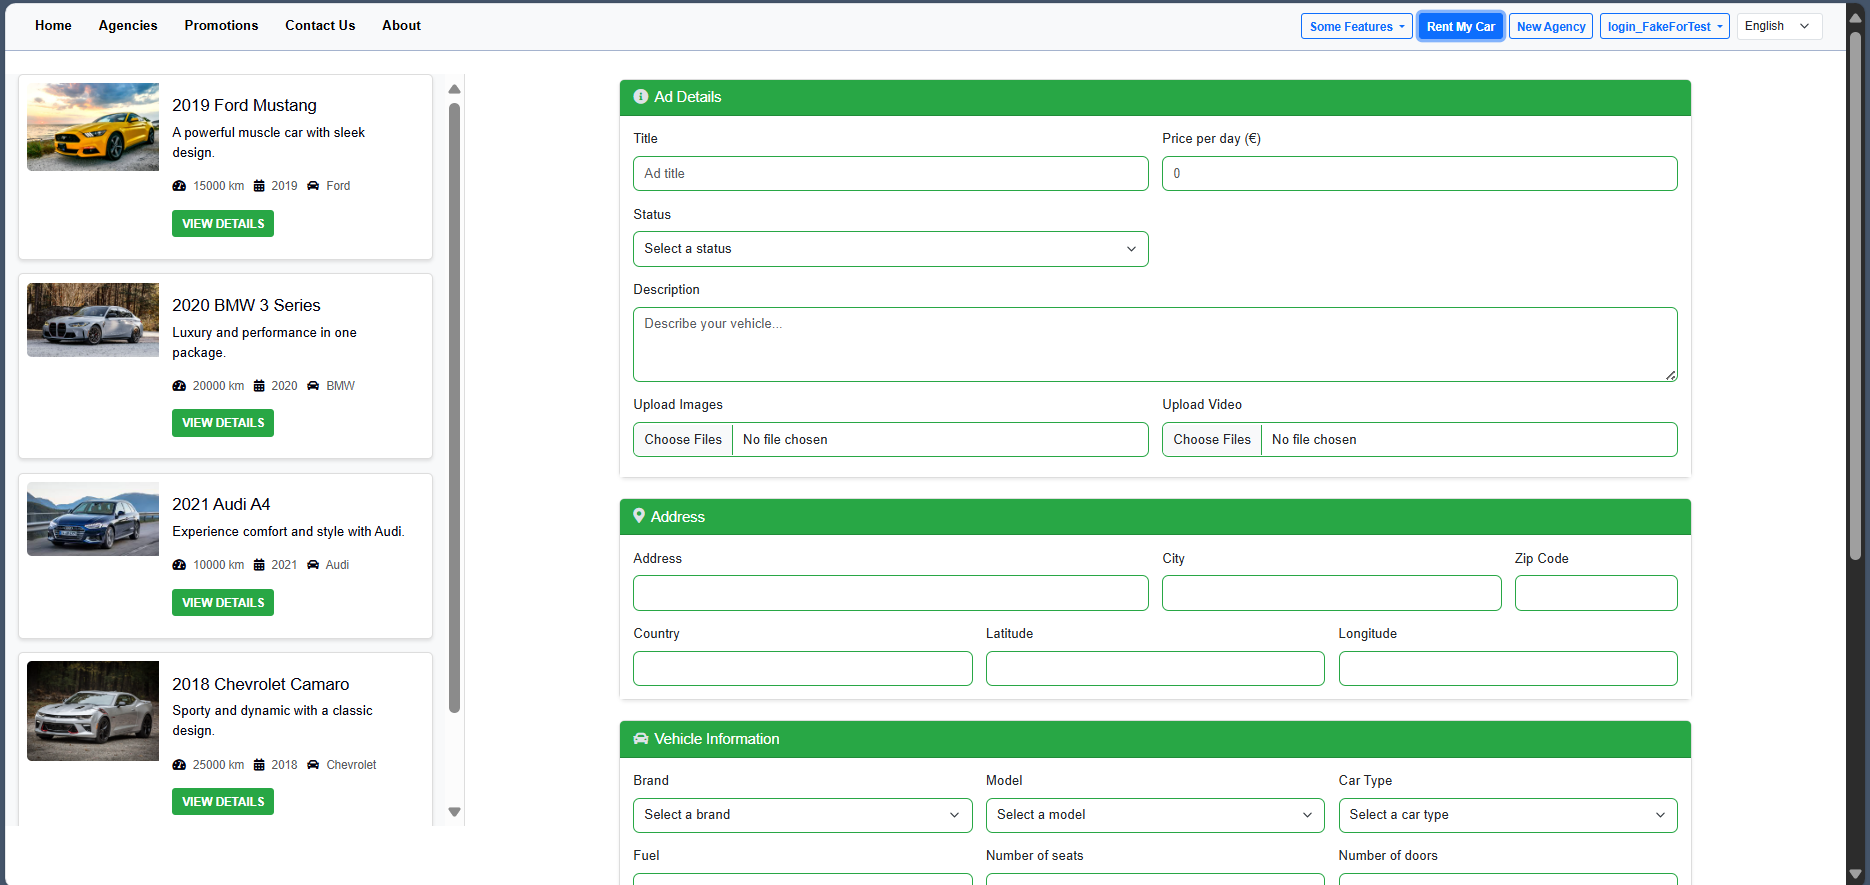 Home Agencies Promotions Contact Us About Some Features Rent My Car New Agency login_FakeForTest English
2019 Ford Mustang
A powerful muscle car with sleek
design.
15000 km 2019 Ford
VIEW DETAILS
2020 BMW 3 Series
Luxury and performance in one
package.
20000 km 2020 BMW
VIEW DETAILS
2021 Audi A4
Experience comfort and style with Audi.
10000 km 2021 Audi
VIEW DETAILS
2018 Chevrolet Camaro
Sporty and dynamic with a classic
design.
25000 km 2018 Chevrolet
VIEW DETAILS
Ad Details
Title Price per day (€)
Ad title 0
Status
Select a status
Description
Describe your vehicle...
Upload Images Upload Video
Choose Files No file chosen Choose Files No file chosen
Address
Address City Zip Code
Country Latitude Longitude
Vehicle Information
Brand Model Car Type
Select a brand Select a model Select a car type
Fuel Number of seats Number of doors